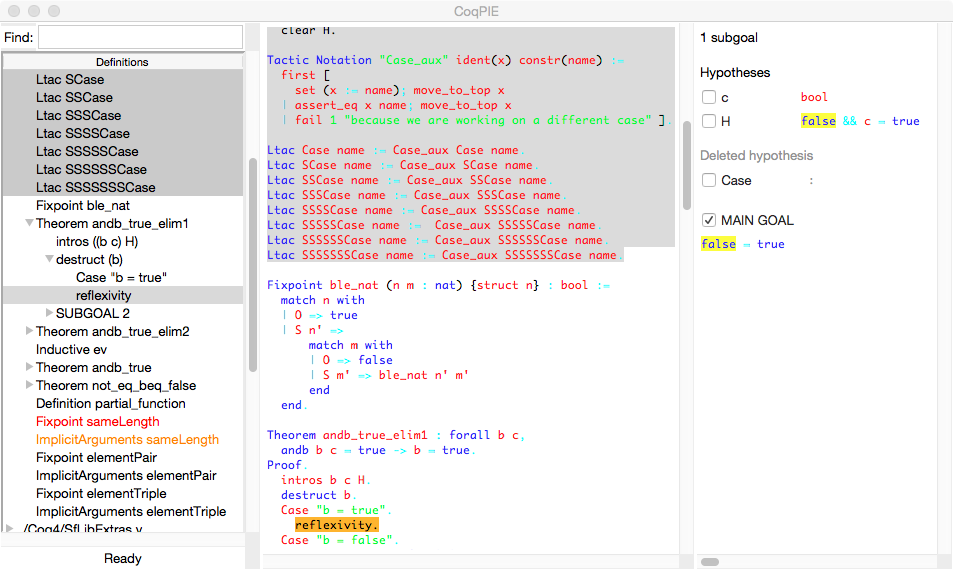 CoqPIE
Find:
Definitions
Ltac SCase
Ltac SSCase
Ltac SSSCase
Ltac SSSSCase
Ltac SSSSSCase
Ltac SSSSSSCase
Ltac SSSSSSSCase
Fixpoint ble_nat
Theorem andb_true_elim1
intros ((b c) H)
destruct (b)
Case "b = true"
reflexivity
SUBGOAL 2
Theorem andb_true_elim2
Inductive ev
Theorem andb_true
Theorem not_eq_beq_false
Definition partial_function
Fixpoint sameLength
ImplicitArguments sameLength
Fixpoint elementPair
ImplicitArguments elementPair
Fixpoint elementTriple
ImplicitArguments elementTriple
/Coq4/SfLibExtras.v
Ready
clear H.
Tactic Notation "Case_aux" ident(x) constr(name) :=
first [
set (x := name); move_to_top x
| assert_eq x name; move_to_top x
| fail 1 "because we are working on a different case" ].
Ltac Case name := Case_aux Case name.
Ltac SCase name := Case_aux SCase name.
Ltac SSCase name := Case_aux SSCase name.
Ltac SSSCase name := Case_aux SSSCase name.
Ltac SSSSCase name := Case_aux SSSSCase name.
Ltac SSSSSCase name := Case_aux SSSSSCase name.
Ltac SSSSSSCase name := Case_aux SSSSSSCase name.
Ltac SSSSSSSCase name := Case_aux SSSSSSSCase name.
Fixpoint ble_nat (n m : nat) {struct n} : bool :=
match n with
| O => true
| S n' =>
match m with
| O => false
| S m' => ble_nat n' m'
end
end.
Theorem andb_true_elim1 : forall b c,
andb b c = true -> b = true.
Proof.
intros b c H.
destruct b.
Case "b = true".
reflexivity.
Case "b = false".
1 subgoal
Hypotheses
c bool
H false && c = true
Deleted hypothesis
Case :
MAIN GOAL
false = true